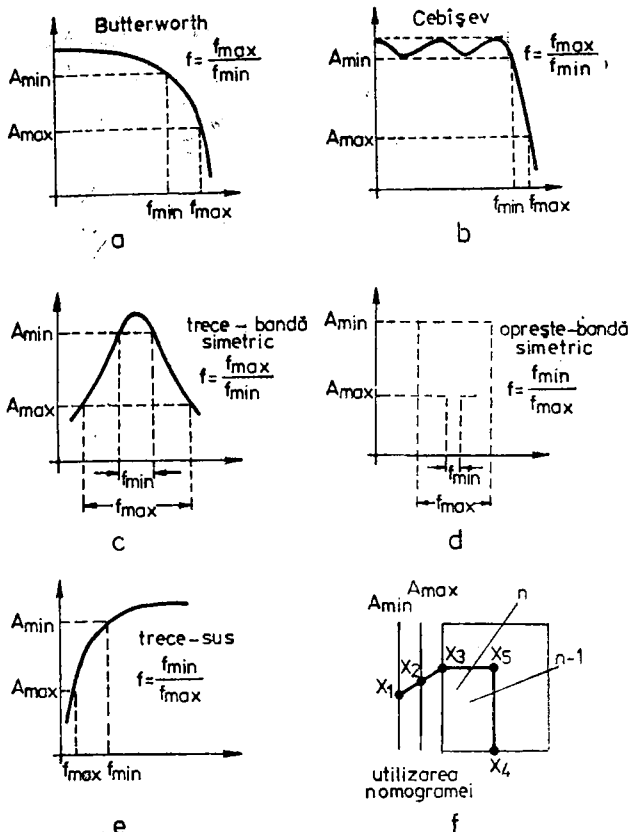 Butterworth
f = fmax/fmin
Amin
Amax
fmin fmax
a
Cebîşev
f = fmax/fmin ,
Amin
Amax
fmin fmax
b
trece - bandă
simetric
f = fmax/fmin
Amin
Amax
fmin
fmax
c
opreşte-bandă
simetric
f = fmin/fmax
Amin
Amax
fmin
fmax
d
trece-sus
f = fmin/fmax
Amin
Amax
fmax fmin
e
Amin
Amax
n
n-1
X1
X2
X3
X5
X4
utilizarea
nomogramei
f